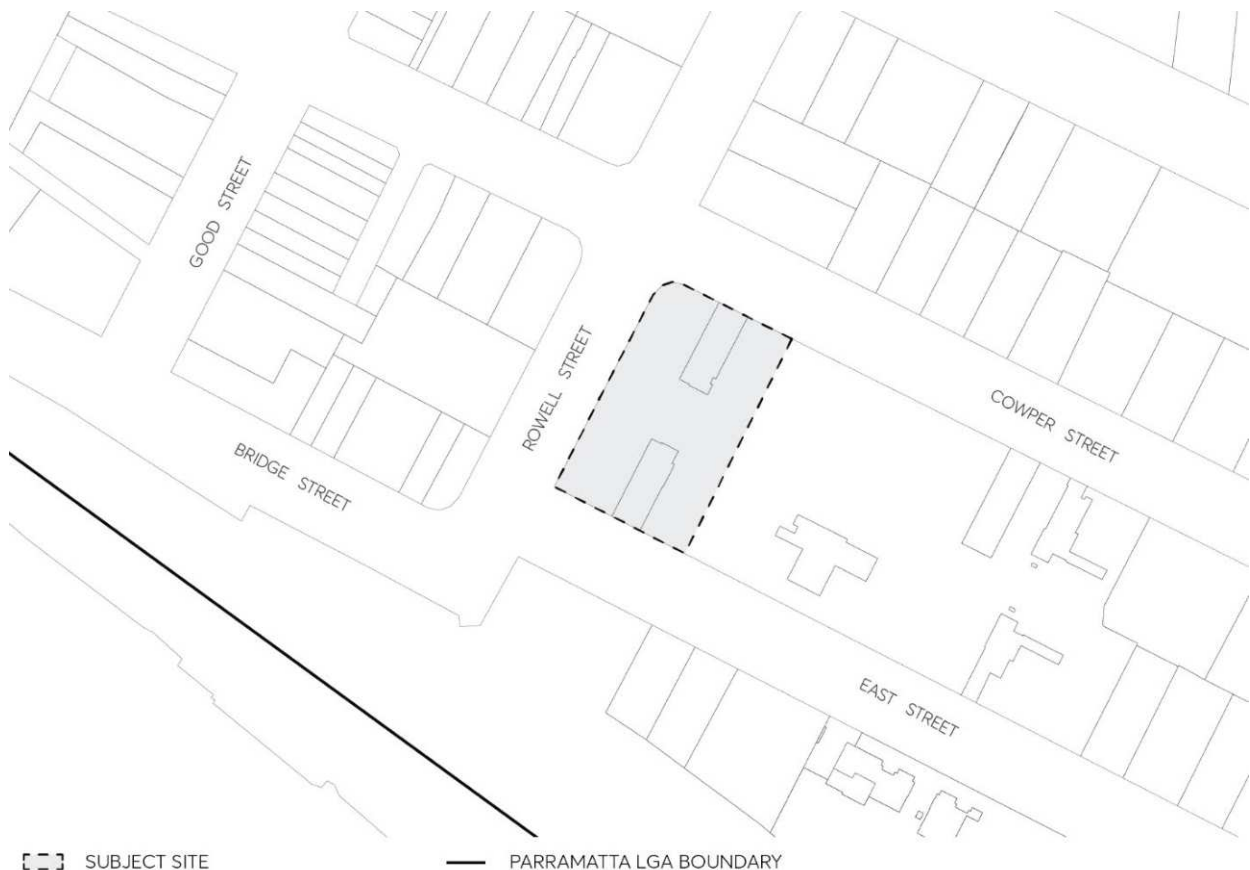 GOOD STREET
ROWELL STREET
BRIDGE STREET
COWPER STREET
EAST STREET
SUBJECT SITE
PARRAMATTA LGA BOUNDARY